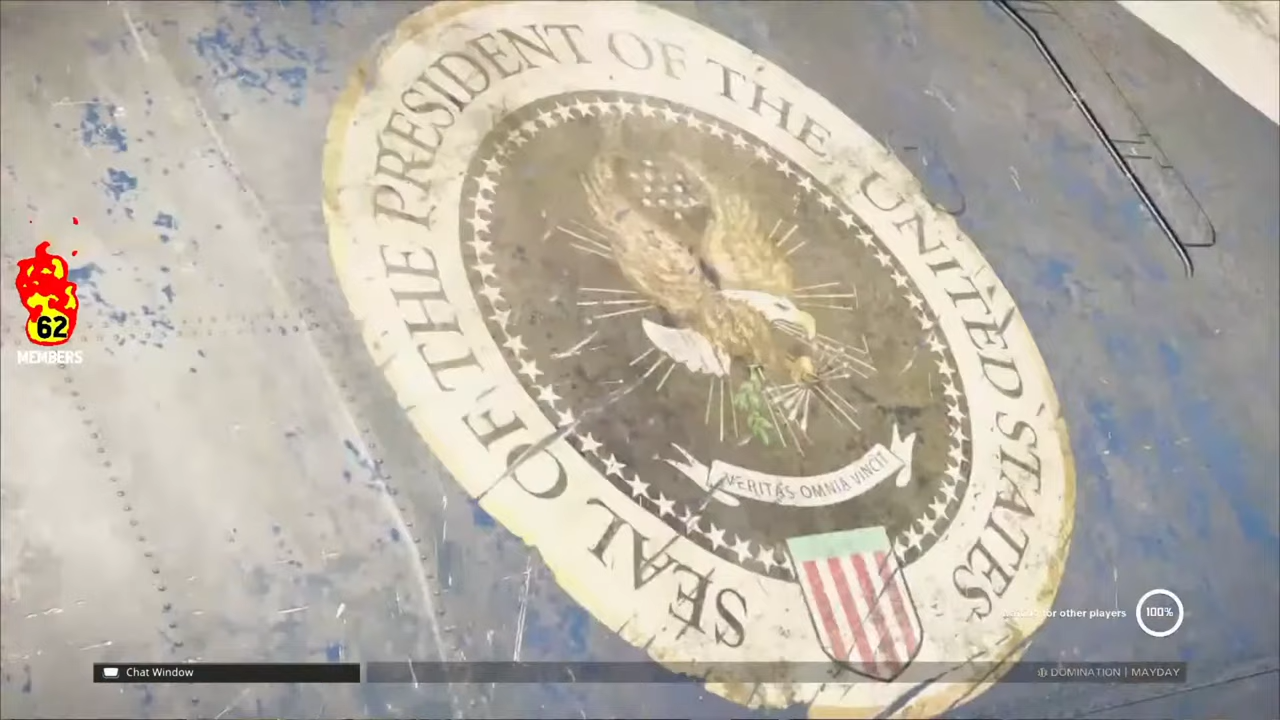 SEAL OF THE PRESIDENT OF THE UNITED STATES
VERITAS OMNIA VINCIT
62
MEMBERS
for other players
100%
Chat Window
DOMINATION | MAYDAY